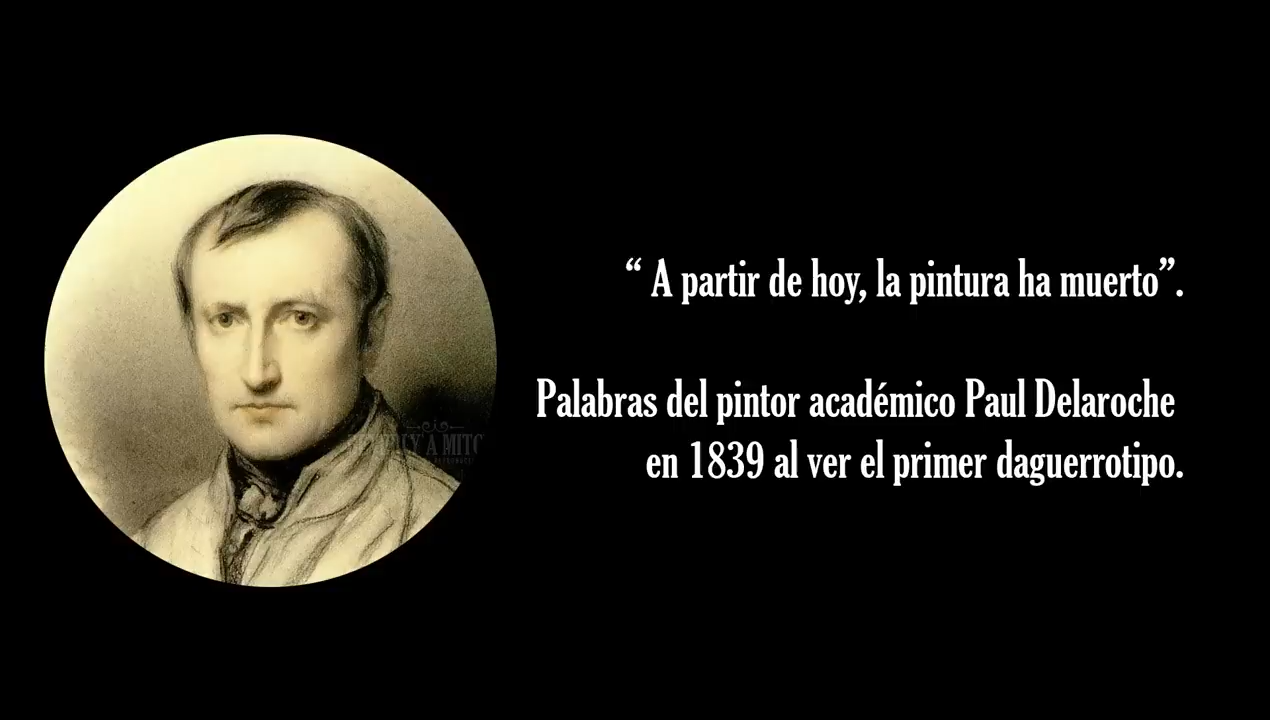 “ A partir de hoy, la pintura ha muerto”.
Palabras del pintor académico Paul Delaroche
en 1839 al ver el primer daguerrotipo.